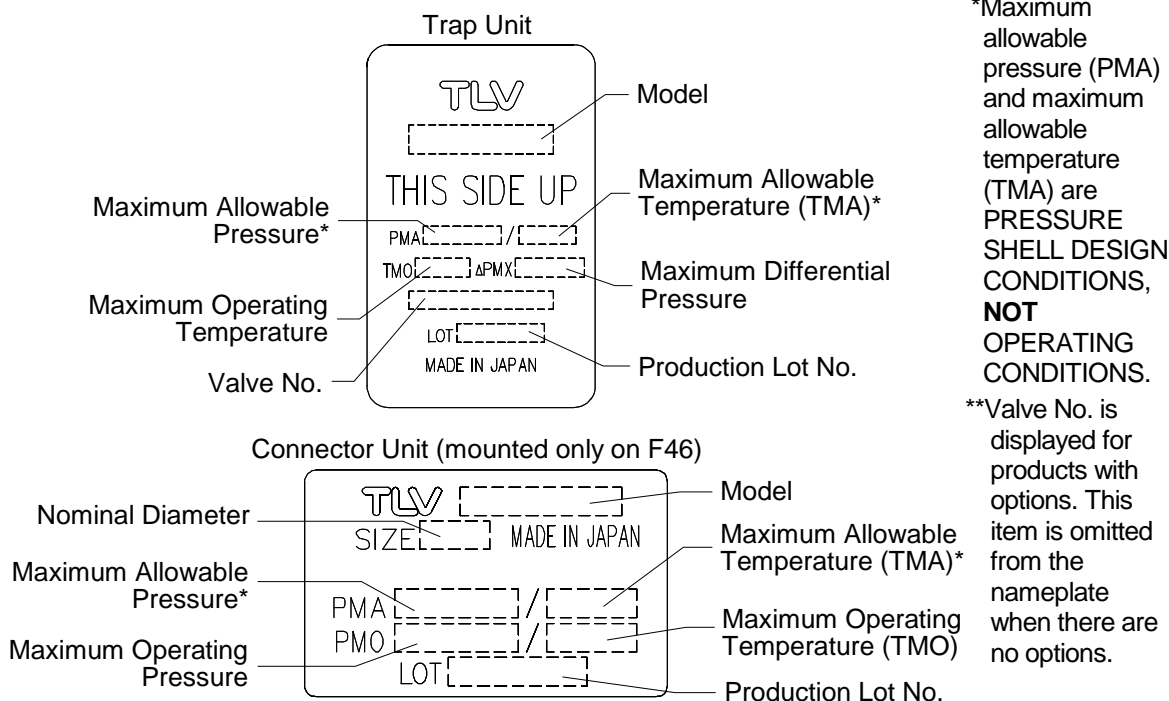 Trap Unit
TLV
Model
THIS SIDE UP
Maximum Allowable
Pressure*
Maximum Allowable
Temperature (TMA)*
PMA /
TMO ΔPMX
Maximum Operating
Temperature
Maximum Differential
Pressure
LOT
MADE IN JAPAN
Valve No.
Production Lot No.
Connector Unit (mounted only on F46)
TLV
Model
Nominal Diameter
SIZE MADE IN JAPAN
Maximum Allowable
Temperature (TMA)*
Maximum Allowable
Pressure*
PMA /
PMO /
Maximum Operating
Temperature (TMO)
Maximum Operating
Pressure
LOT
Production Lot No.
*Maximum
allowable
pressure (PMA)
and maximum
allowable
temperature
(TMA) are
PRESSURE
SHELL DESIGN
CONDITIONS,
NOT
OPERATING
CONDITIONS.
**Valve No. is
displayed for
products with
options. This
item is omitted
from the
nameplate
when there are
no options.